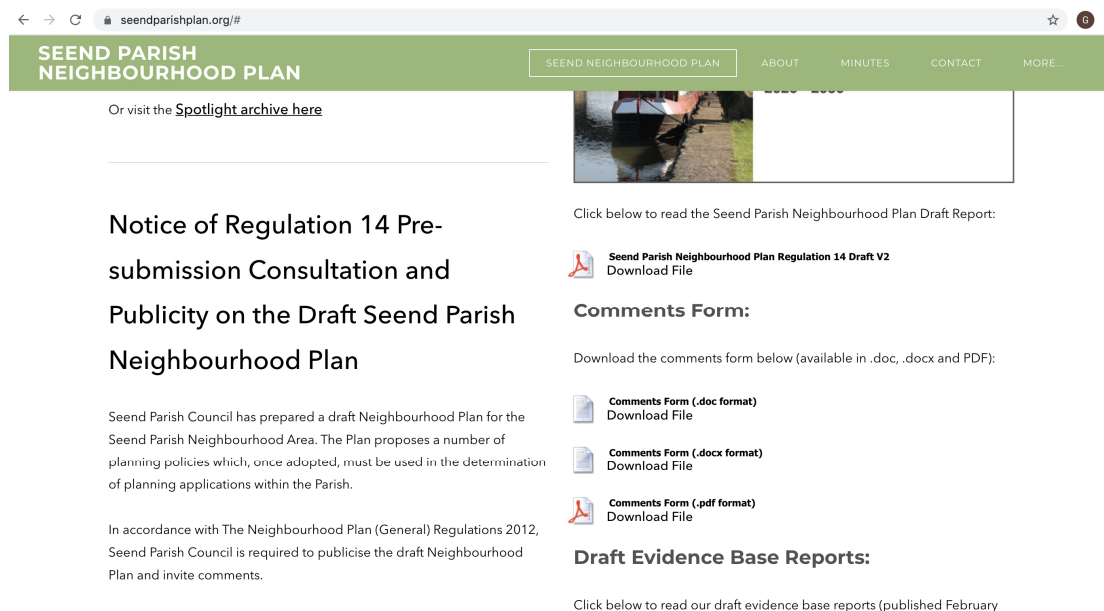 seendparishplan.org/#
G
SEEND PARISH
NEIGHBOURHOOD PLAN
SEEND NEIGHBOURHOOD PLAN
ABOUT
MINUTES
CONTACT
MORE...
Or visit the Spotlight archive here
Notice of Regulation 14 Pre-
submission Consultation and
Publicity on the Draft Seend Parish
Neighbourhood Plan
Seend Parish Council has prepared a draft Neighbourhood Plan for the
Seend Parish Neighbourhood Area. The Plan proposes a number of
planning policies which, once adopted, must be used in the determination
of planning applications within the Parish.
In accordance with The Neighbourhood Plan (General) Regulations 2012,
Seend Parish Council is required to publicise the draft Neighbourhood
Plan and invite comments.
Click below to read the Seend Parish Neighbourhood Plan Draft Report:
Seend Parish Neighbourhood Plan Regulation 14 Draft V2
Download File
Comments Form:
Download the comments form below (available in .doc, .docx and PDF):
Comments Form (.doc format)
Download File
Comments Form (.docx format)
Download File
Comments Form (.pdf format)
Download File
Draft Evidence Base Reports:
Click below to read our draft evidence base reports (published February